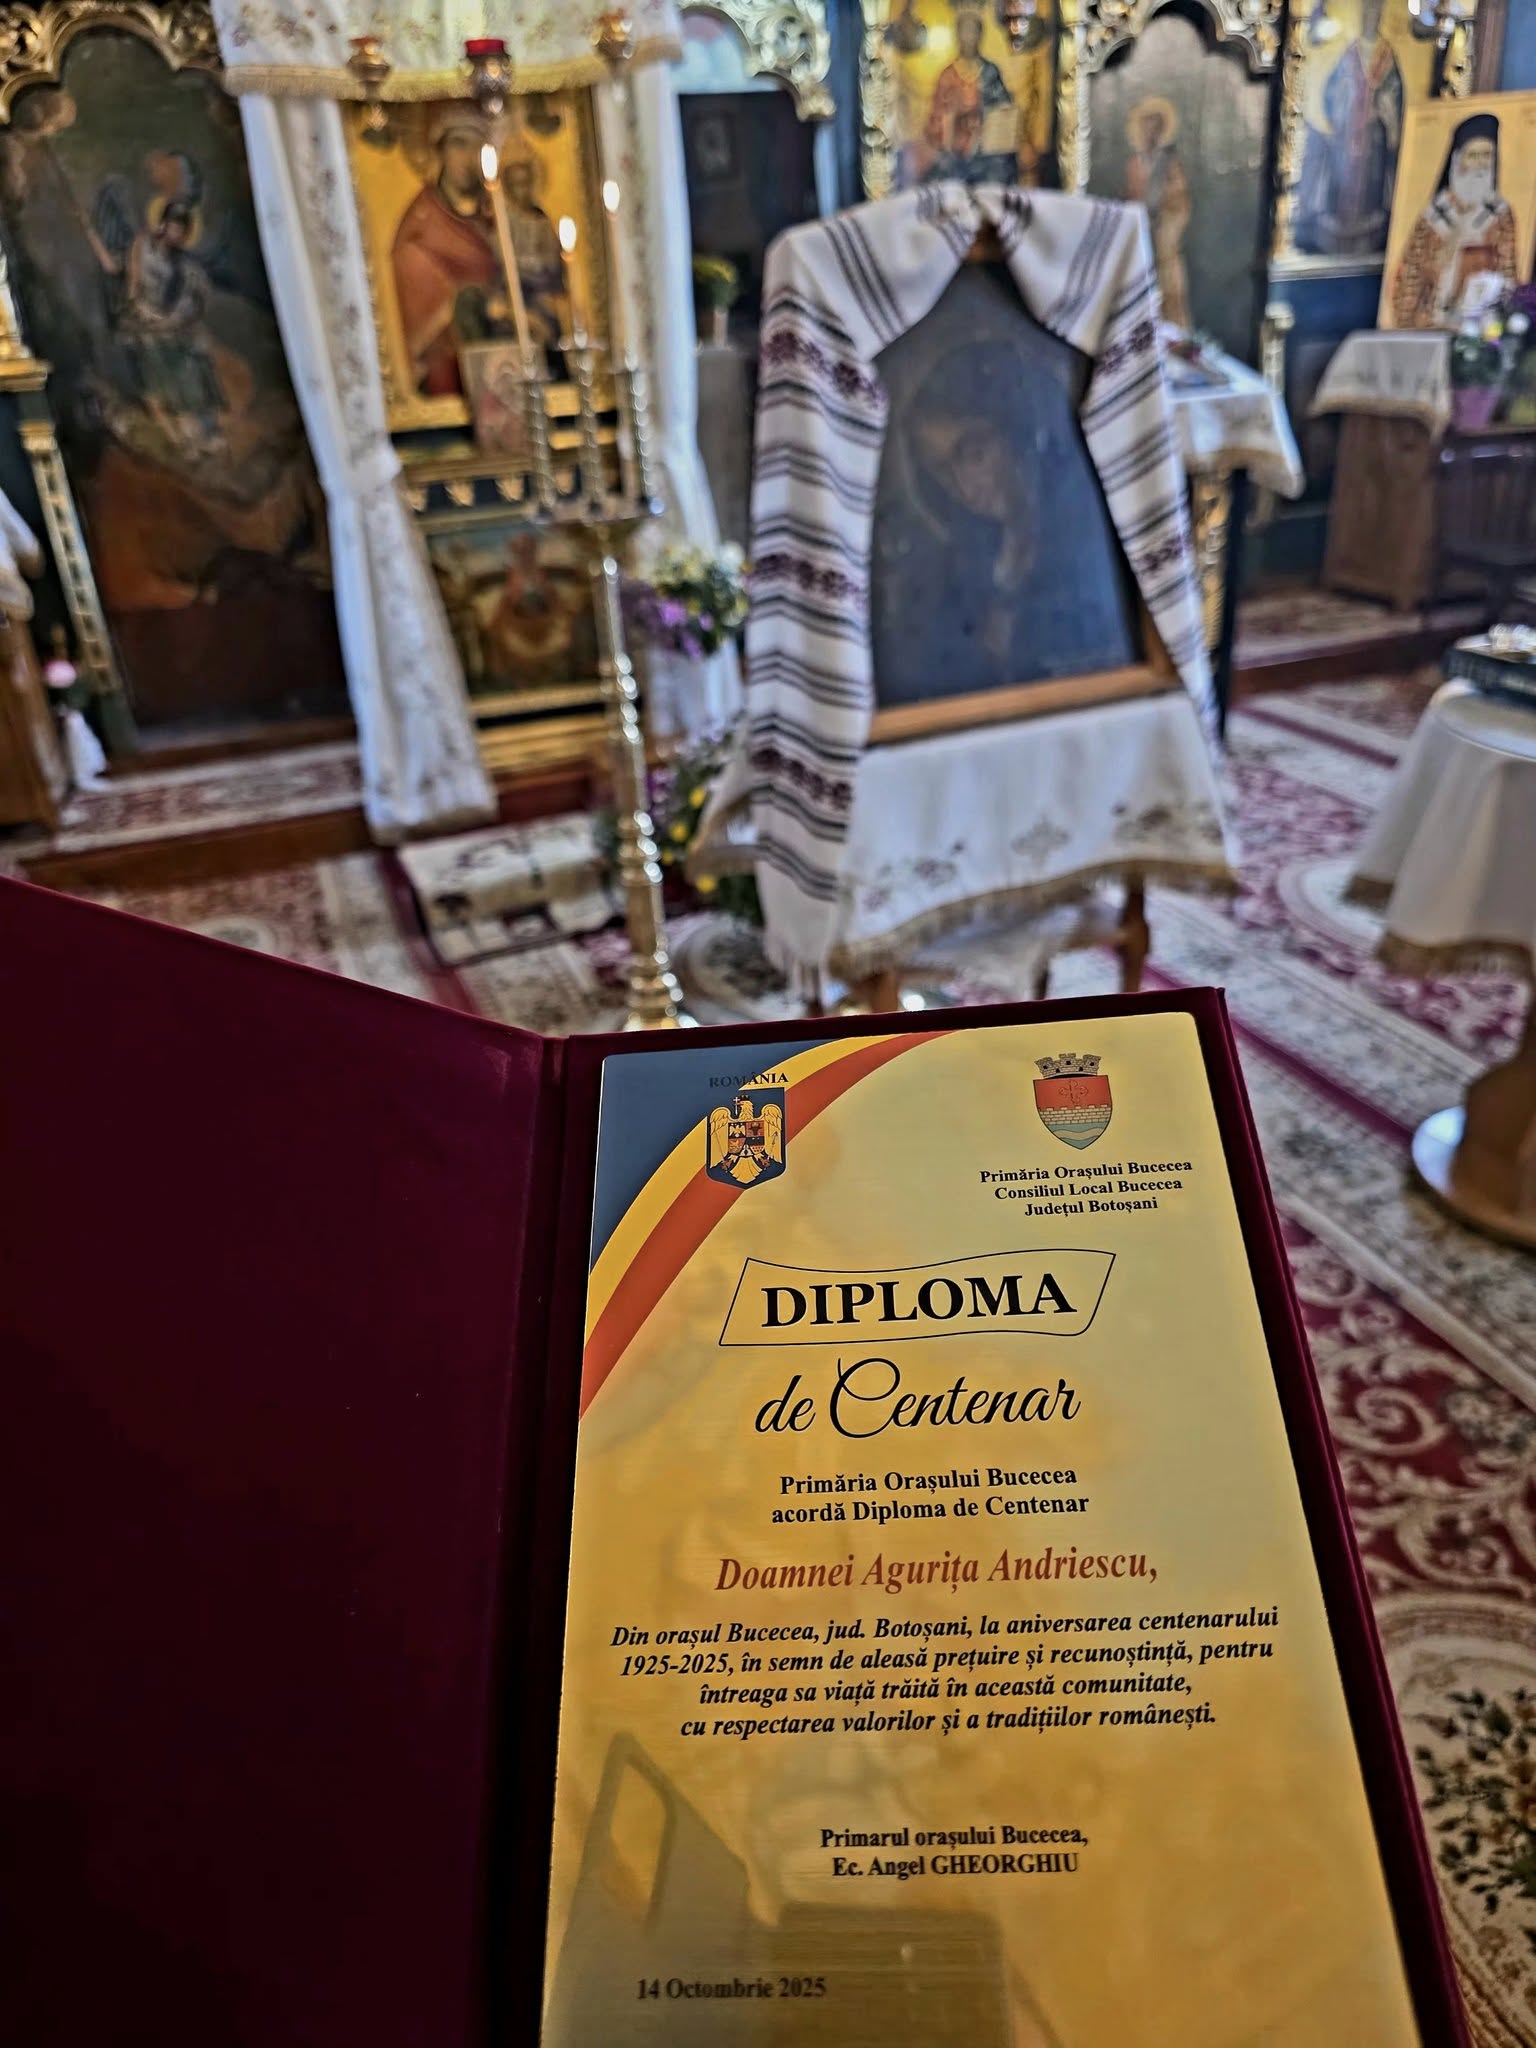 ROMÂNIA
Primăria Orașului Bucecea
Consiliul Local Bucecea
Județul Botoșani
DIPLOMA
de Centenar
Primăria Orașului Bucecea
acordă Diploma de Centenar
Doamnei Agurița Andriescu,
Din orașul Bucecea, jud. Botoșani, la aniversarea centenarului
1925-2025, în semn de aleasă prețuire și recunoștință, pentru
întreaga sa viață trăită în această comunitate,
cu respectarea valorilor și a tradițiilor românești.
Primarul orașului Bucecea,
Ec. Angel GHEORGHIU
14 Octombrie 2025